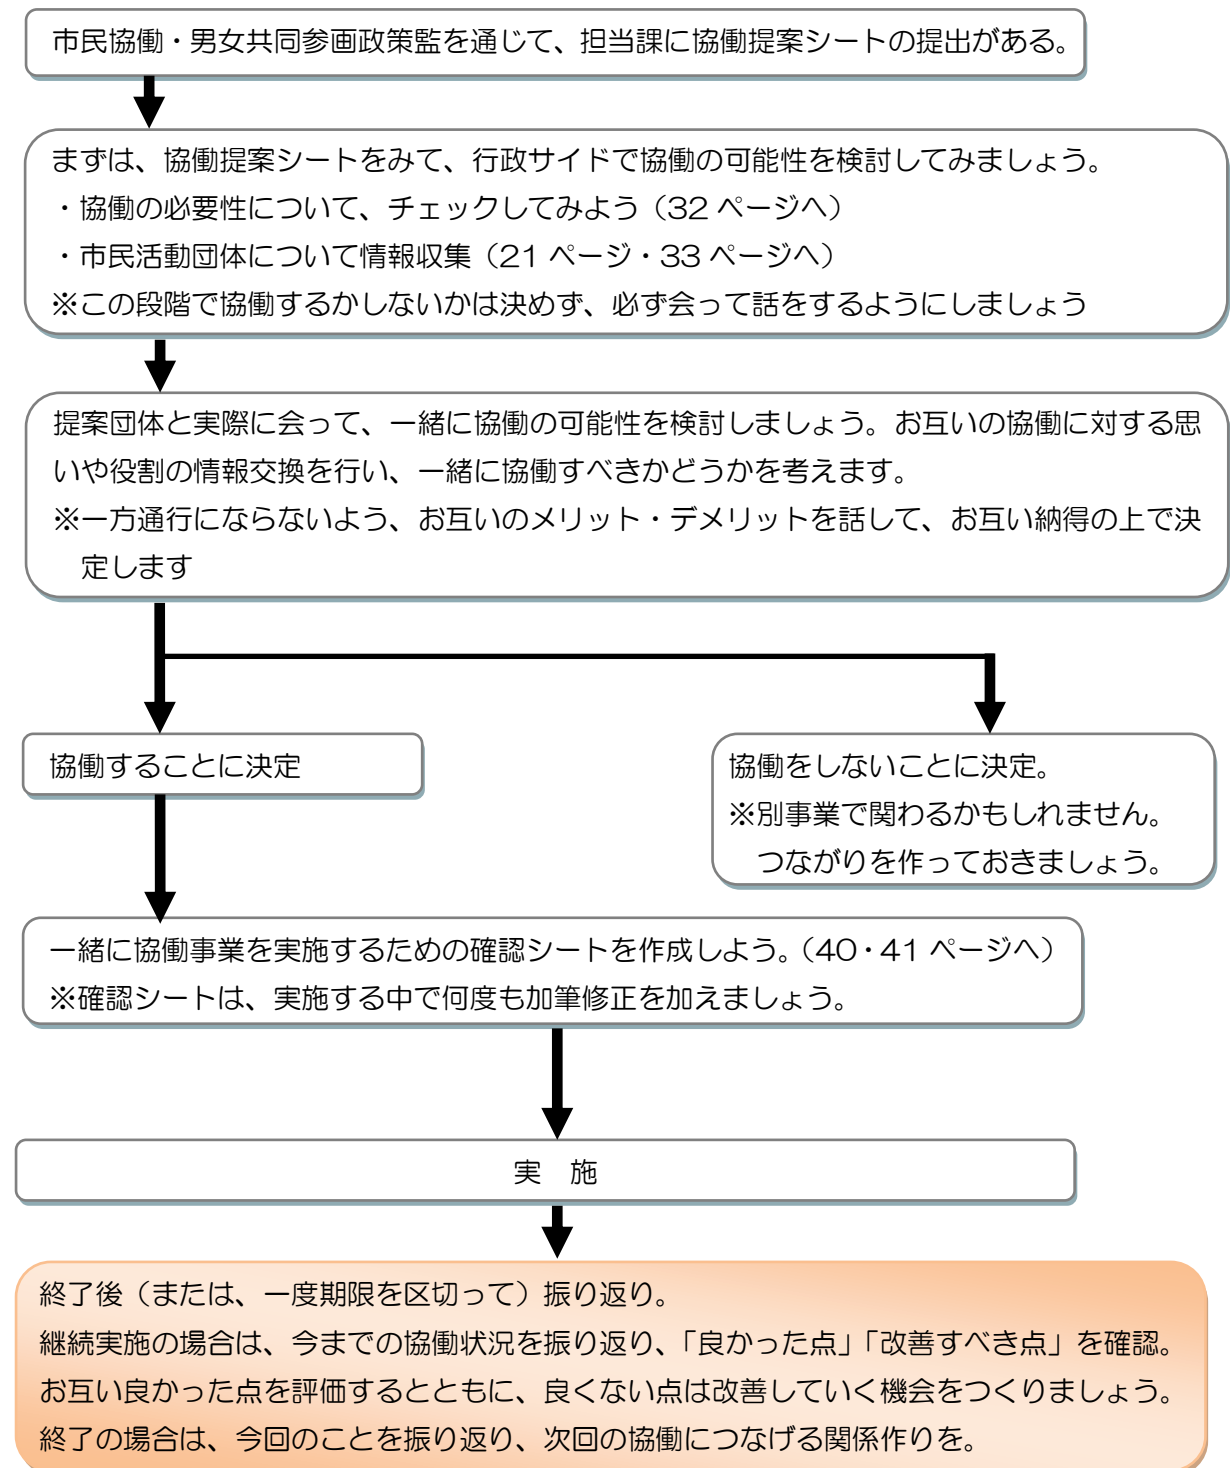 市民協働・男女共同参画政策監を通じて、担当課に協働提案シートの提出がある。
まずは、協働提案シートをみて、行政サイドで協働の可能性を検討してみましょう。
・協働の必要性について、チェックしてみよう（32 ページへ）
・市民活動団体について情報収集（21 ページ・33 ページへ）
※この段階で協働するかしないかは決めず、必ず会って話をするようにしましょう
提案団体と実際に会って、一緒に協働の可能性を検討しましょう。お互いの協働に対する思
いや役割の情報交換を行い、一緒に協働すべきかどうかを考えます。
※一方通行にならないよう、お互いのメリット・デメリットを話して、お互い納得の上で決
定します
協働することに決定
協働をしないことに決定。
※別事業で関わるかもしれません。
つながりを作っておきましょう。
一緒に協働事業を実施するための確認シートを作成しよう。（40・41 ページへ）
※確認シートは、実施する中で何度も加筆修正を加えましょう。
実　施
終了後（または、一度期限を区切って）振り返り。
継続実施の場合は、今までの協働状況を振り返り、「良かった点」「改善すべき点」を確認。
お互い良かった点を評価するとともに、良くない点は改善していく機会をつくりましょう。
終了の場合は、今回のことを振り返り、次回の協働につなげる関係作りを。